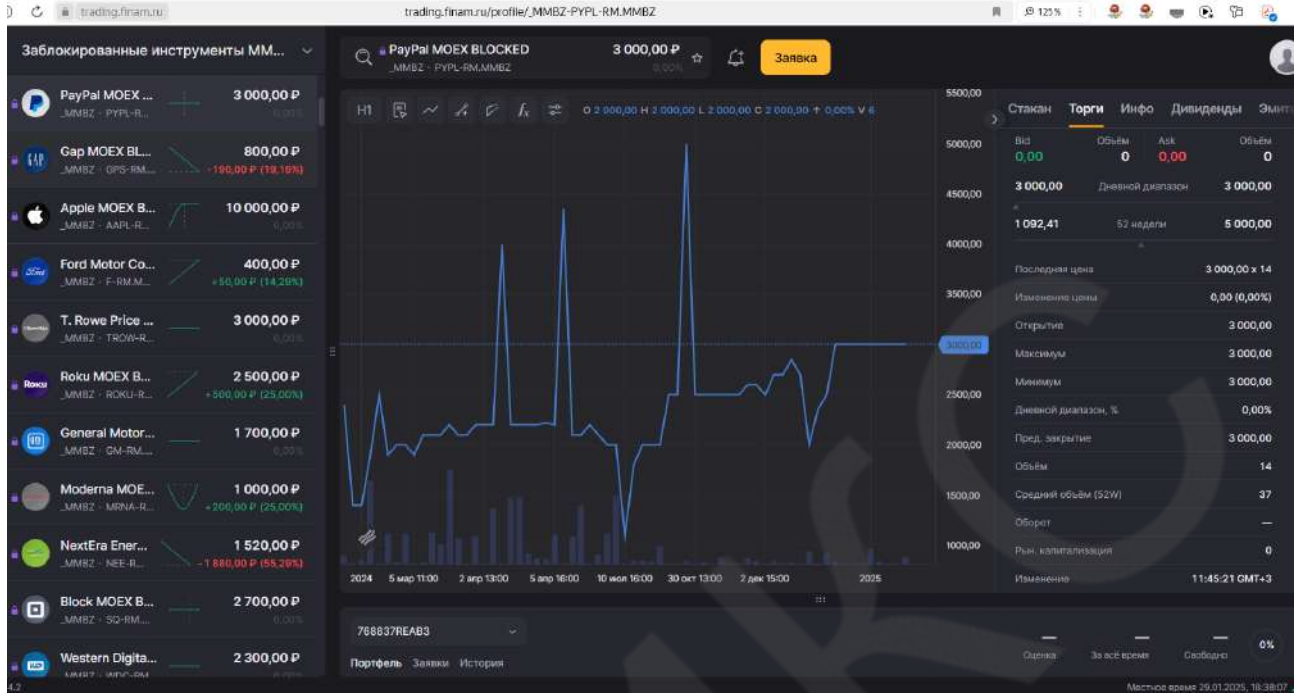 trading.finam.ru
trading.finam.ru/profile/_MMBZ-PYPL-RM.MMBZ
125 %
Заблокированные инструменты MM...
PayPal MOEX ...
3 000,00 ₽
_MMBZ · PYPL-R...
0,00%
GAP
Gap MOEX BL...
800,00 ₽
_MMBZ · GPS-RM....
-190,00 ₽ (19,19%)
Apple MOEX B...
10 000,00 ₽
_MMBZ · AAPL-R...
0,00%
Ford
Ford Motor Co...
400,00 ₽
_MMBZ · F-RM.M...
+50,00 ₽ (14,29%)
T. Rowe Price ...
3 000,00 ₽
_MMBZ · TROW-R...
0,00%
Roku
Roku MOEX B...
2 500,00 ₽
_MMBZ · ROKU-R...
+500,00 ₽ (25,00%)
gm
General Motor...
1 700,00 ₽
_MMBZ · GM-RM....
0,00%
Moderna MOE...
1 000,00 ₽
_MMBZ · MRNA-R...
+200,00 ₽ (25,00%)
NextEra Ener...
1 520,00 ₽
_MMBZ · NEE-R...
-1 880,00 ₽ (55,29%)
Block MOEX B...
2 700,00 ₽
_MMBZ · SQ-RM....
0,00%
Western Digita...
2 300,00 ₽
_MMBZ · WDC-RM
4.2
PayPal MOEX BLOCKED
3 000,00 ₽
_MMBZ · PYPL-RM.MMBZ
0,00%
Заявка
H1
O 2 000,00 H 2 000,00 L 2 000,00 C 2 000,00 ↑ 0,00% V 6
5500,00
5000,00
4500,00
4000,00
3500,00
3000,00
2500,00
2000,00
1500,00
1000,00
2024 5 мар 11:00 2 апр 13:00 5 апр 16:00 10 июл 16:00 30 окт 13:00 2 дек 15:00 2025
768837REAB3
Портфель Заявки История
Стакан Торги Инфо Дивиденды Эмит
Bid Объём Ask Объём
0,00 0 0,00 0
3 000,00 Дневной диапазон 3 000,00
1 092,41 52 недели 5 000,00
Последняя цена 3 000,00 x 14
Изменение цены 0,00 (0,00%)
Открытие 3 000,00
Максимум 3 000,00
Минимум 3 000,00
Дневной диапазон, % 0,00%
Пред. закрытие 3 000,00
Объём 14
Средний объём (52W) 37
Оборот —
Рын. капитализация 0
Изменение 11:45:21 GMT+3
— — — 0%
Оценка За всё время Свободно
Местное время 29.01.2025, 18:38:07